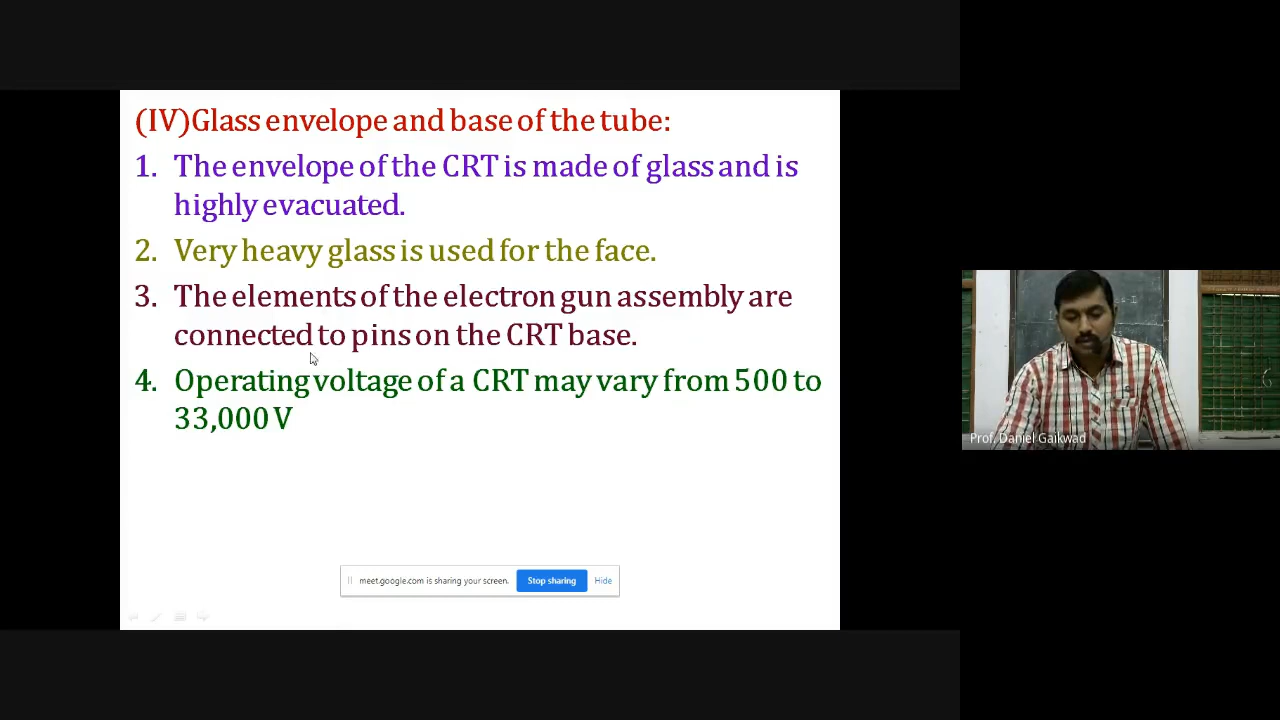 (IV)Glass envelope and base of the tube:
1. The envelope of the CRT is made of glass and is
highly evacuated.
2. Very heavy glass is used for the face.
3. The elements of the electron gun assembly are
connected to pins on the CRT base.
4. Operating voltage of a CRT may vary from 500 to
33,000 V
meet.google.com is sharing your screen. Stop sharing Hide
Prof. Daniel Gaikwad